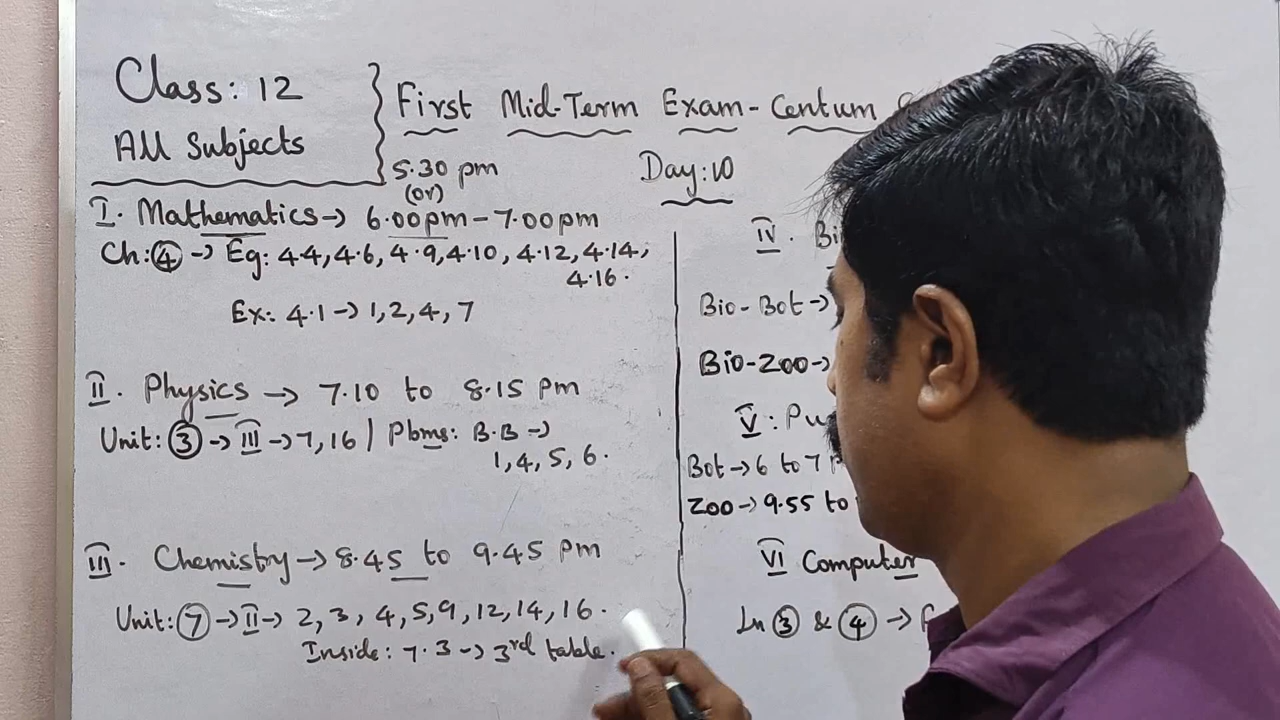 Class: 12
All Subjects
First Mid-Term Exam - Centum
5.30 pm
(or)
Day: 10
I. Mathematics → 6.00pm - 7.00pm
Ch: ④ → Eg: 4.4, 4.6, 4.9, 4.10, 4.12, 4.14,
4.16.
Ex: 4.1 → 1, 2, 4, 7
II. Physics → 7.10 to 8.15 pm
Unit: ③ → III → 7, 16 | Pbms: B.B →
1, 4, 5, 6.
III. Chemistry → 8.45 to 9.45 pm
Unit: ⑦ → II → 2, 3, 4, 5, 9, 12, 14, 16.
Inside: 7.3 → 3rd table.
IV. Bi
Bio-Bot →
Bio-Zoo →
V: Pu
Bot → 6 to 7
Zoo → 9.55 to
VI Computer
Ln ③ & ④ →